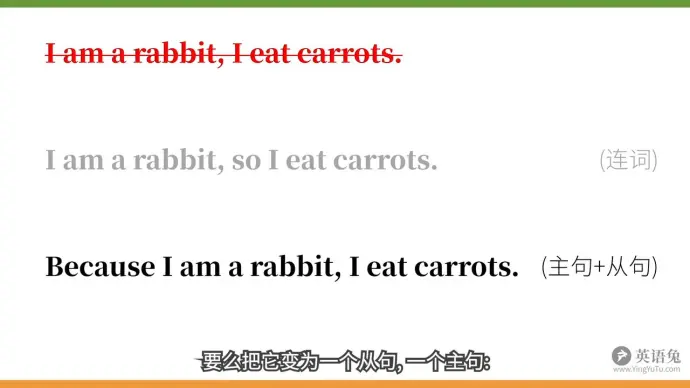 I am a rabbit, I eat carrots.
I am a rabbit, so I eat carrots. (连词)
Because I am a rabbit, I eat carrots. (主句+从句)
要么把它变为一个从句, 一个主句:
英语兔
www.YingYuTu.com